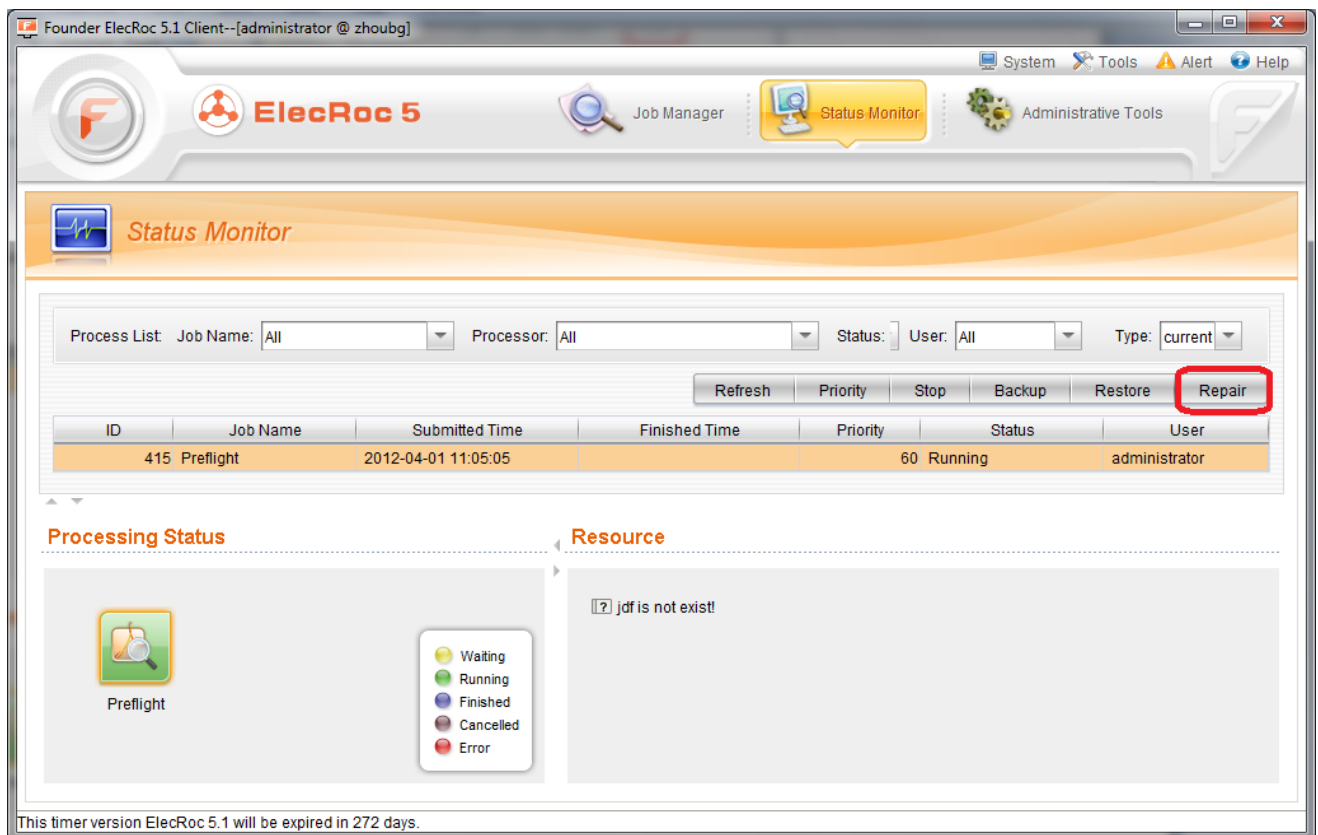 Founder ElecRoc 5.1 Client--[administrator @ zhoubg]
System Tools Alert Help
ElecRoc 5 Job Manager Status Monitor Administrative Tools
Status Monitor
Process List: Job Name: All Processor: All Status: User: All Type: current
Refresh Priority Stop Backup Restore Repair
ID Job Name Submitted Time Finished Time Priority Status User
415 Preflight 2012-04-01 11:05:05 60 Running administrator
Processing Status Resource
? jdf is not exist!
Waiting
Running
Preflight Finished
Cancelled
Error
This timer version ElecRoc 5.1 will be expired in 272 days.